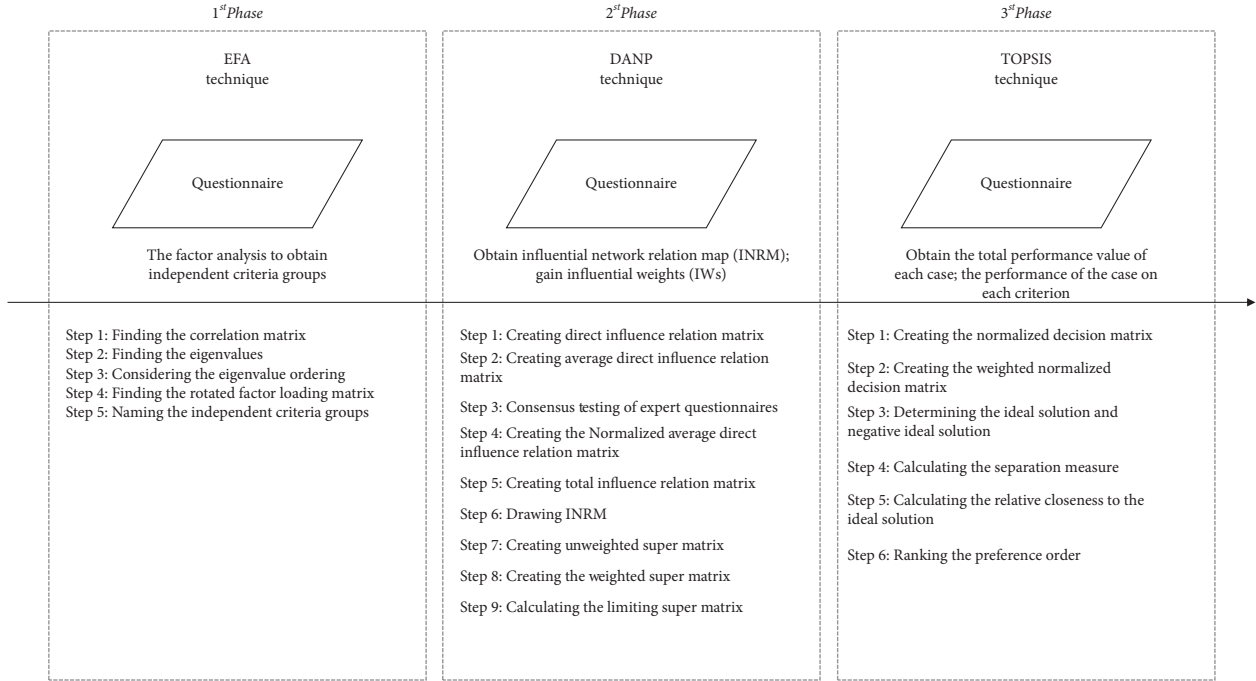 1st Phase
EFA
technique
Questionnaire
The factor analysis to obtain
independent criteria groups
Step 1: Finding the correlation matrix
Step 2: Finding the eigenvalues
Step 3: Considering the eigenvalue ordering
Step 4: Finding the rotated factor loading matrix
Step 5: Naming the independent criteria groups
2st Phase
DANP
technique
Questionnaire
Obtain influential network relation map (INRM);
gain influential weights (IWs)
Step 1: Creating direct influence relation matrix
Step 2: Creating average direct influence relation
matrix
Step 3: Consensus testing of expert questionnaires
Step 4: Creating the Normalized average direct
influence relation matrix
Step 5: Creating total influence relation matrix
Step 6: Drawing INRM
Step 7: Creating unweighted super matrix
Step 8: Creating the weighted super matrix
Step 9: Calculating the limiting super matrix
3st Phase
TOPSIS
technique
Questionnaire
Obtain the total performance value of
each case; the performance of the case on
each criterion
Step 1: Creating the normalized decision matrix
Step 2: Creating the weighted normalized
decision matrix
Step 3: Determining the ideal solution and
negative ideal solution
Step 4: Calculating the separation measure
Step 5: Calculating the relative closeness to the
ideal solution
Step 6: Ranking the preference order